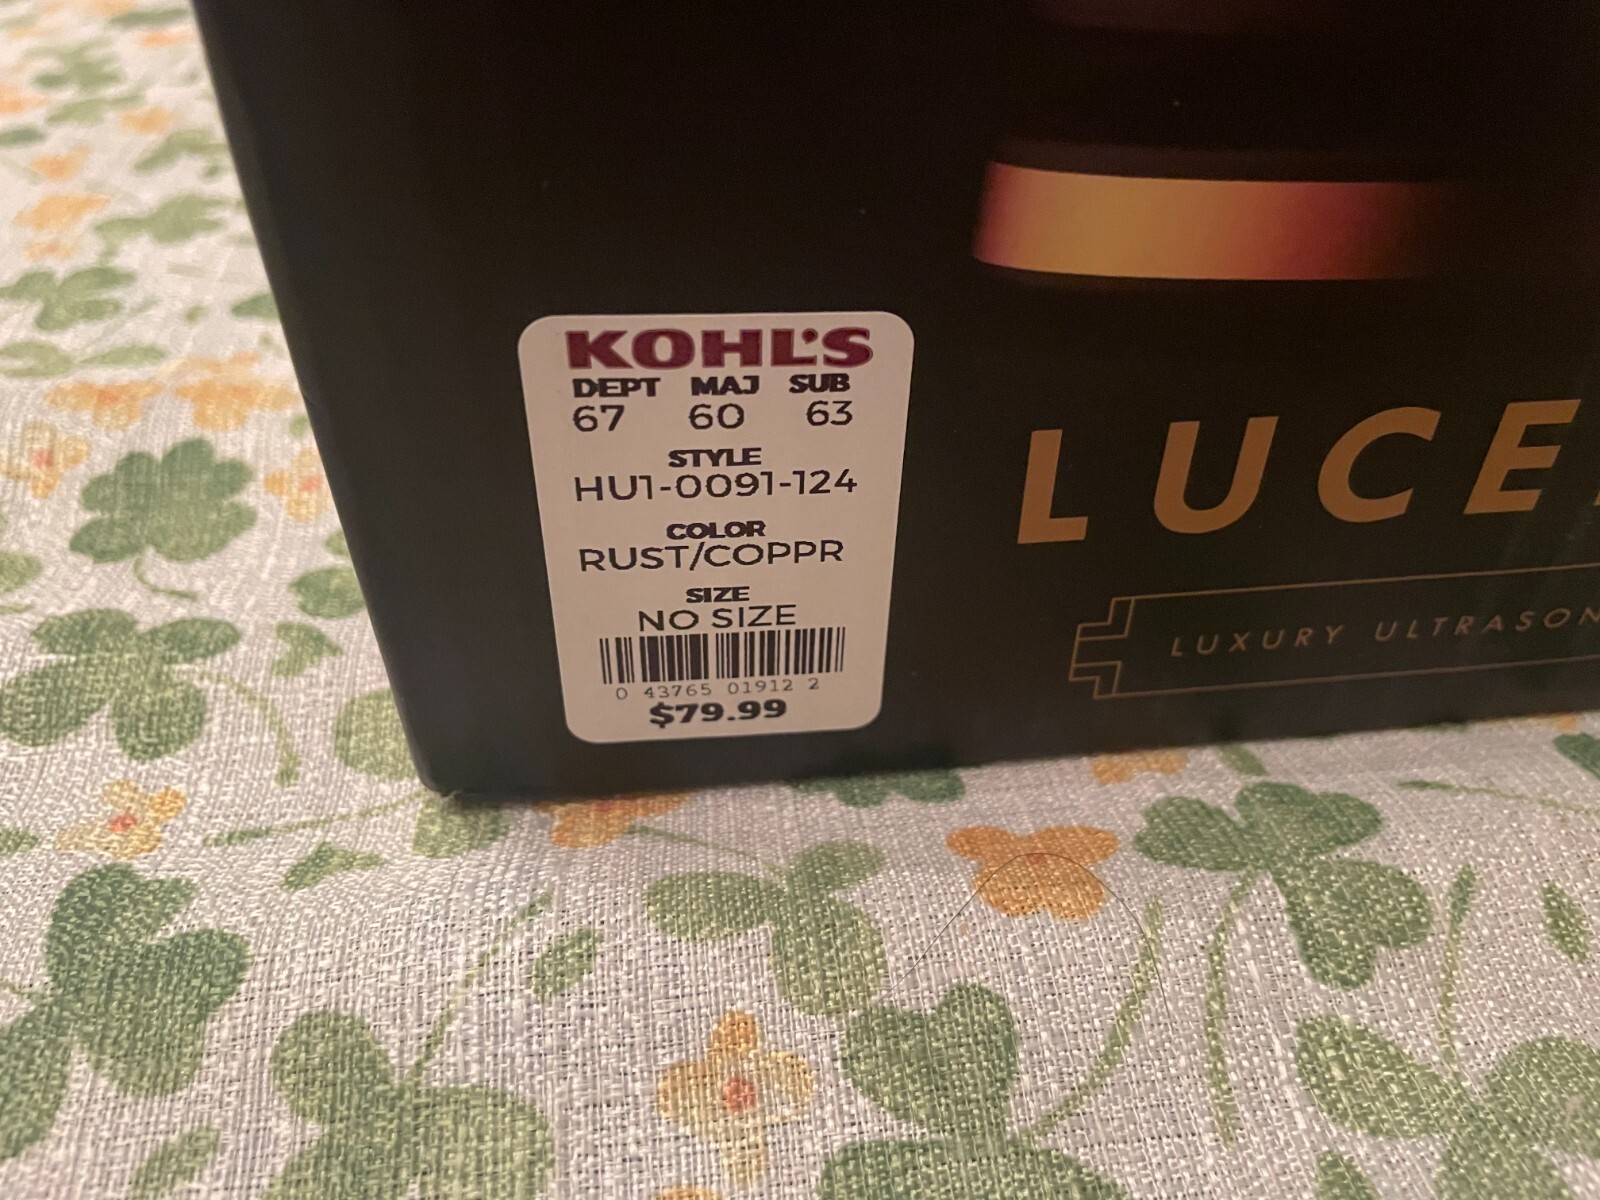 KOHL'S
DEPT MAJ SUB
67 60 63
STYLE
HU1-0091-124
COLOR
RUST/COPPR
SIZE
NO SIZE
0 43765 01912 2
$79.99
LUCE
LUXURY ULTRASON